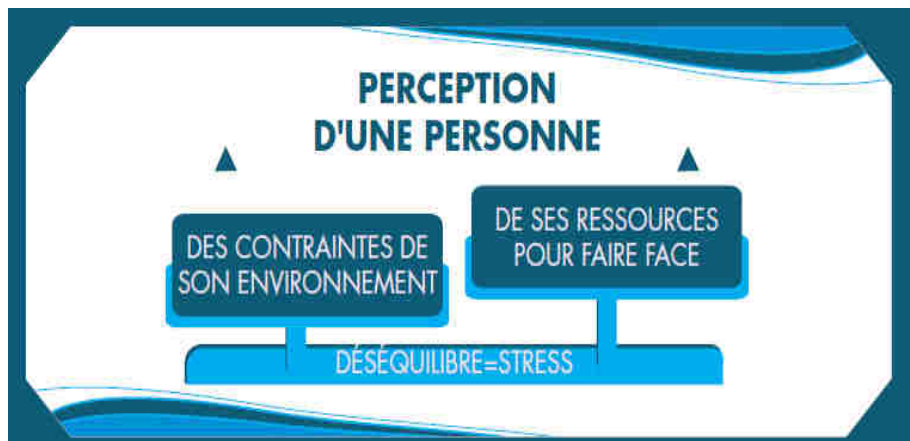 PERCEPTION
D'UNE PERSONNE
DES CONTRAINTES DE
SON ENVIRONNEMENT
DE SES RESSOURCES
POUR FAIRE FACE
DÉSÉQUILIBRE=STRESS